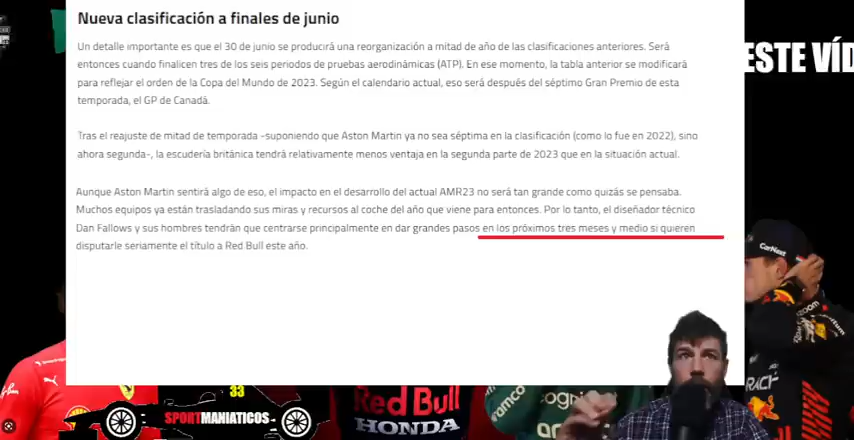 Nueva clasificación a finales de junio
Un detalle importante es que el 30 de junio se producirá una reorganización a mitad de año de las clasificaciones anteriores. Será
entonces cuando finalicen tres de los seis periodos de pruebas aerodinámicas (ATP). En ese momento, la tabla anterior se modificará
para reflejar el orden de la Copa del Mundo de 2023. Según el calendario actual, eso será después del séptimo Gran Premio de esta
temporada, el GP de Canadá.
ESTE VÍD
Tras el reajuste de mitad de temporada -suponiendo que Aston Martin ya no sea séptima en la clasificación (como lo fue en 2022), sino
ahora segunda-, la escudería británica tendrá relativamente menos ventaja en la segunda parte de 2023 que en la situación actual.
Aunque Aston Martin sentirá algo de eso, el impacto en el desarrollo del actual AMR23 no será tan grande como quizás se pensaba.
Muchos equipos ya están trasladando sus miras y recursos al coche del año que viene para entonces. Por lo tanto, el diseñador técnico
Dan Fallows y sus hombres tendrán que centrarse principalmente en dar grandes pasos en los próximos tres meses y medio si quieren
disputarle seriamente el título a Red Bull este año.
CarNext
33
SPORTMANIATICOS
Red Bull
HONDA
aramco
cogni